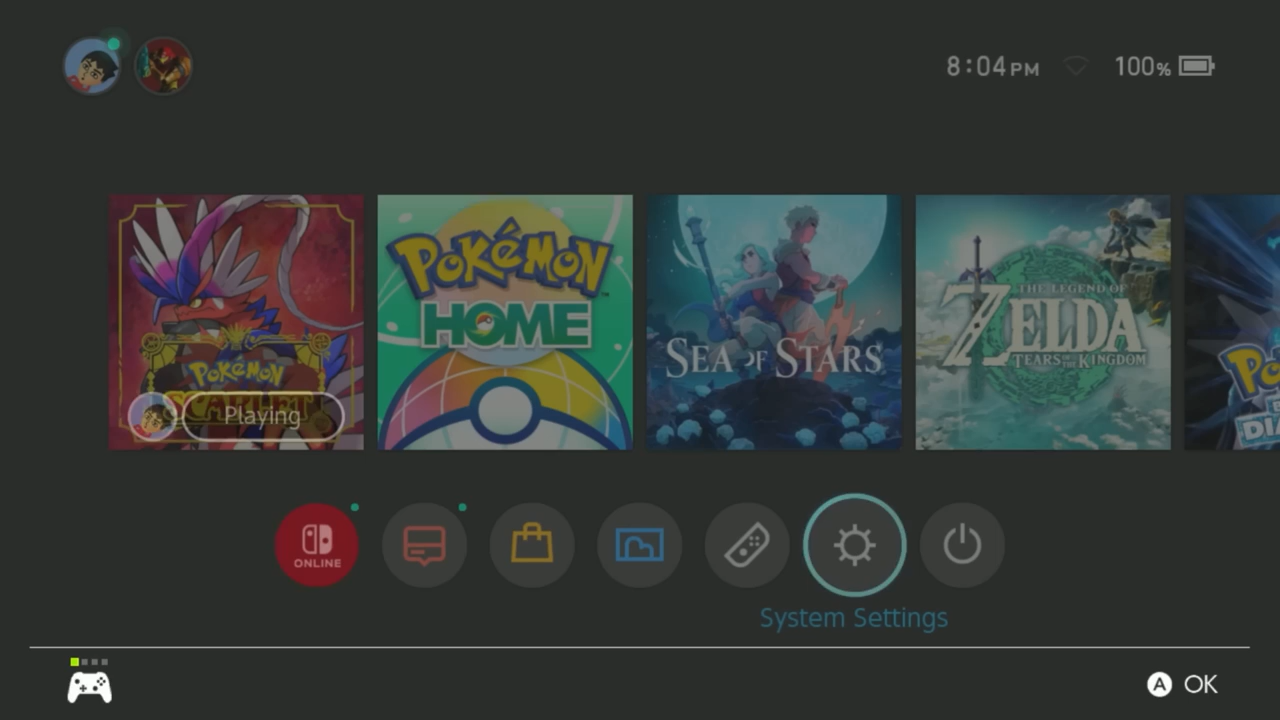 8:04PM 100%
POKéMON
SCARLET
Playing
POKéMON
HOME
SEA OF STARS
THE LEGEND OF
ZELDA
TEARS OF THE KINGDOM
ONLINE
System Settings
A OK